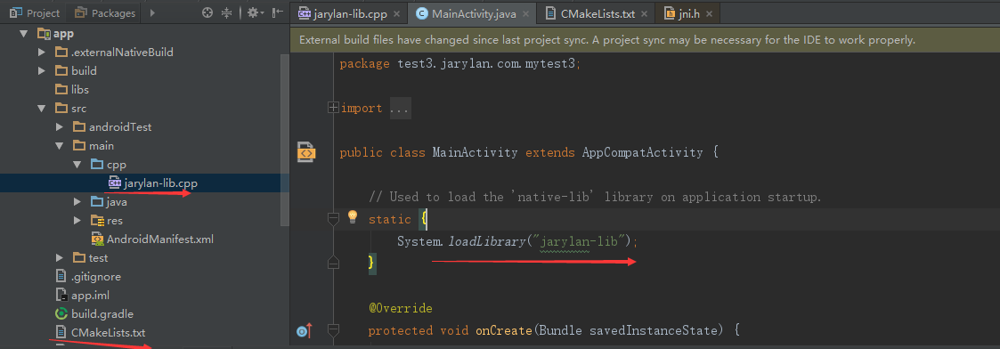 Project
Packages
app
.externalNativeBuild
build
libs
src
androidTest
main
cpp
jarylan-lib.cpp
java
res
AndroidManifest.xml
test
.gitignore
app.iml
build.gradle
CMakeLists.txt
jarylan-lib.cpp × MainActivity.java × CMakeLists.txt × jni.h ×
External build files have changed since last project sync. A project sync may be necessary for the IDE to work properly.
package test3.jarylan.com.mytest3;
import ...
public class MainActivity extends AppCompatActivity {
// Used to load the 'native-lib' library on application startup.
static {
System.loadLibrary("jarylan-lib");
}
@Override
protected void onCreate(Bundle savedInstanceState) {